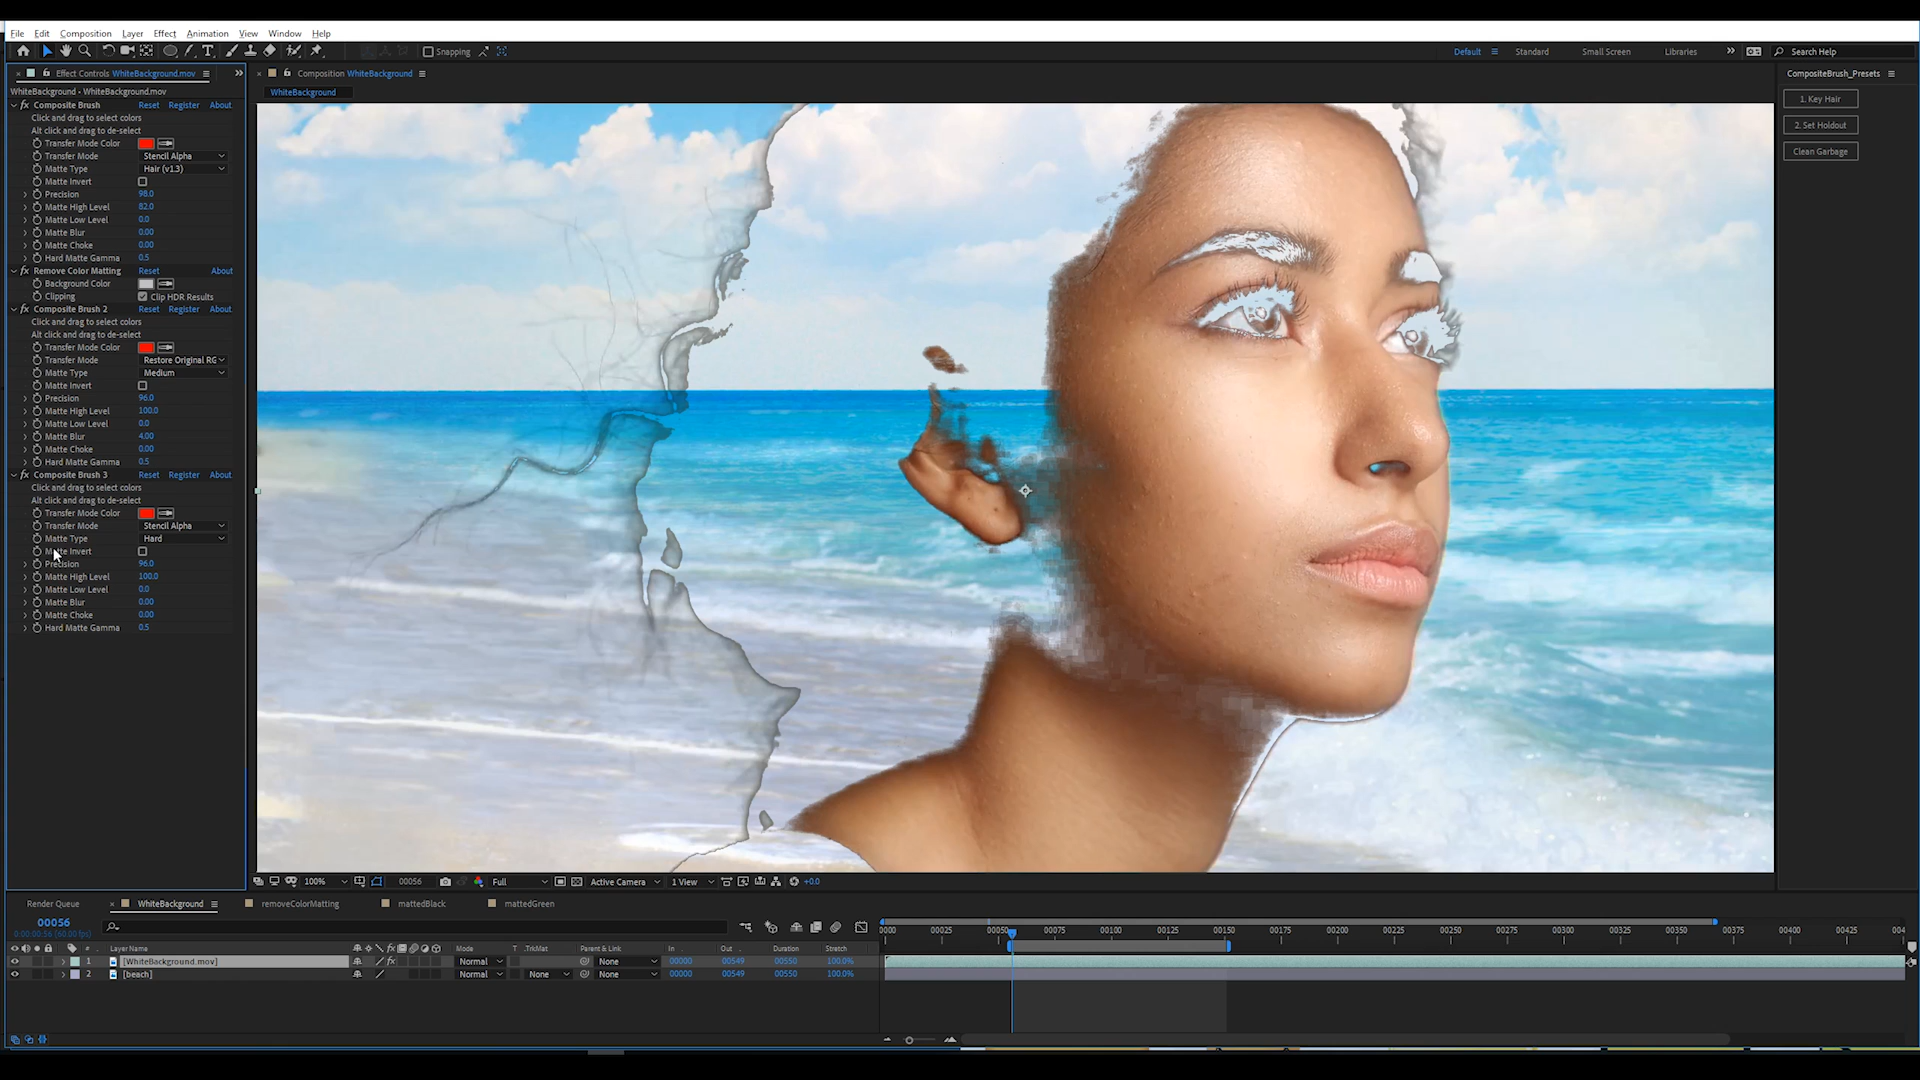 File Edit Composition Layer Effect Animation View Window Help
Snapping
Default Standard Small Screen Libraries Search Help
Effect Controls WhiteBackground.mov
Composition WhiteBackground
CompositeBrush_Presets
WhiteBackground • WhiteBackground.mov
WhiteBackground
1. Key Hair
2. Set Holdout
Clean Garbage
Composite Brush Reset Register About
Click and drag to select colors
Alt click and drag to de-select
Transfer Mode Color
Transfer Mode Stencil Alpha
Matte Type Hair (v1.3)
Matte Invert
Precision 98.0
Matte High Level 82.0
Matte Low Level 0.0
Matte Blur 0.00
Matte Choke 0.00
Hard Matte Gamma 0.5
Remove Color Matting Reset About
Background Color
Clipping Clip HDR Results
Composite Brush 2 Reset Register About
Click and drag to select colors
Alt click and drag to de-select
Transfer Mode Color
Transfer Mode Restore Original RG
Matte Type Medium
Matte Invert
Precision 96.0
Matte High Level 100.0
Matte Low Level 0.0
Matte Blur 4.00
Matte Choke 0.00
Hard Matte Gamma 0.5
Composite Brush 3 Reset Register About
Click and drag to select colors
Alt click and drag to de-select
Transfer Mode Color
Transfer Mode Stencil Alpha
Matte Type Hard
Matte Invert
Precision 96.0
Matte High Level 100.0
Matte Low Level 0.0
Matte Blur 0.00
Matte Choke 0.00
Hard Matte Gamma 0.5
100% 00056 Full Active Camera 1 View +0.0
Render Queue WhiteBackground removeColorMatting mattedBlack mattedGreen
00056
0:00:00:56 (60.00 fps)
0000 00025 00050 00075 00100 00125 00150 00175 00200 00225 00250 00275 00300 00325 00350 00375 00400 00425 004
# Layer Name Mode T .TrkMat Parent & Link In Out Duration Stretch
1 [WhiteBackground.mov] Normal None 00000 00549 00550 100.0%
2 [beach] Normal None None 00000 00549 00550 100.0%